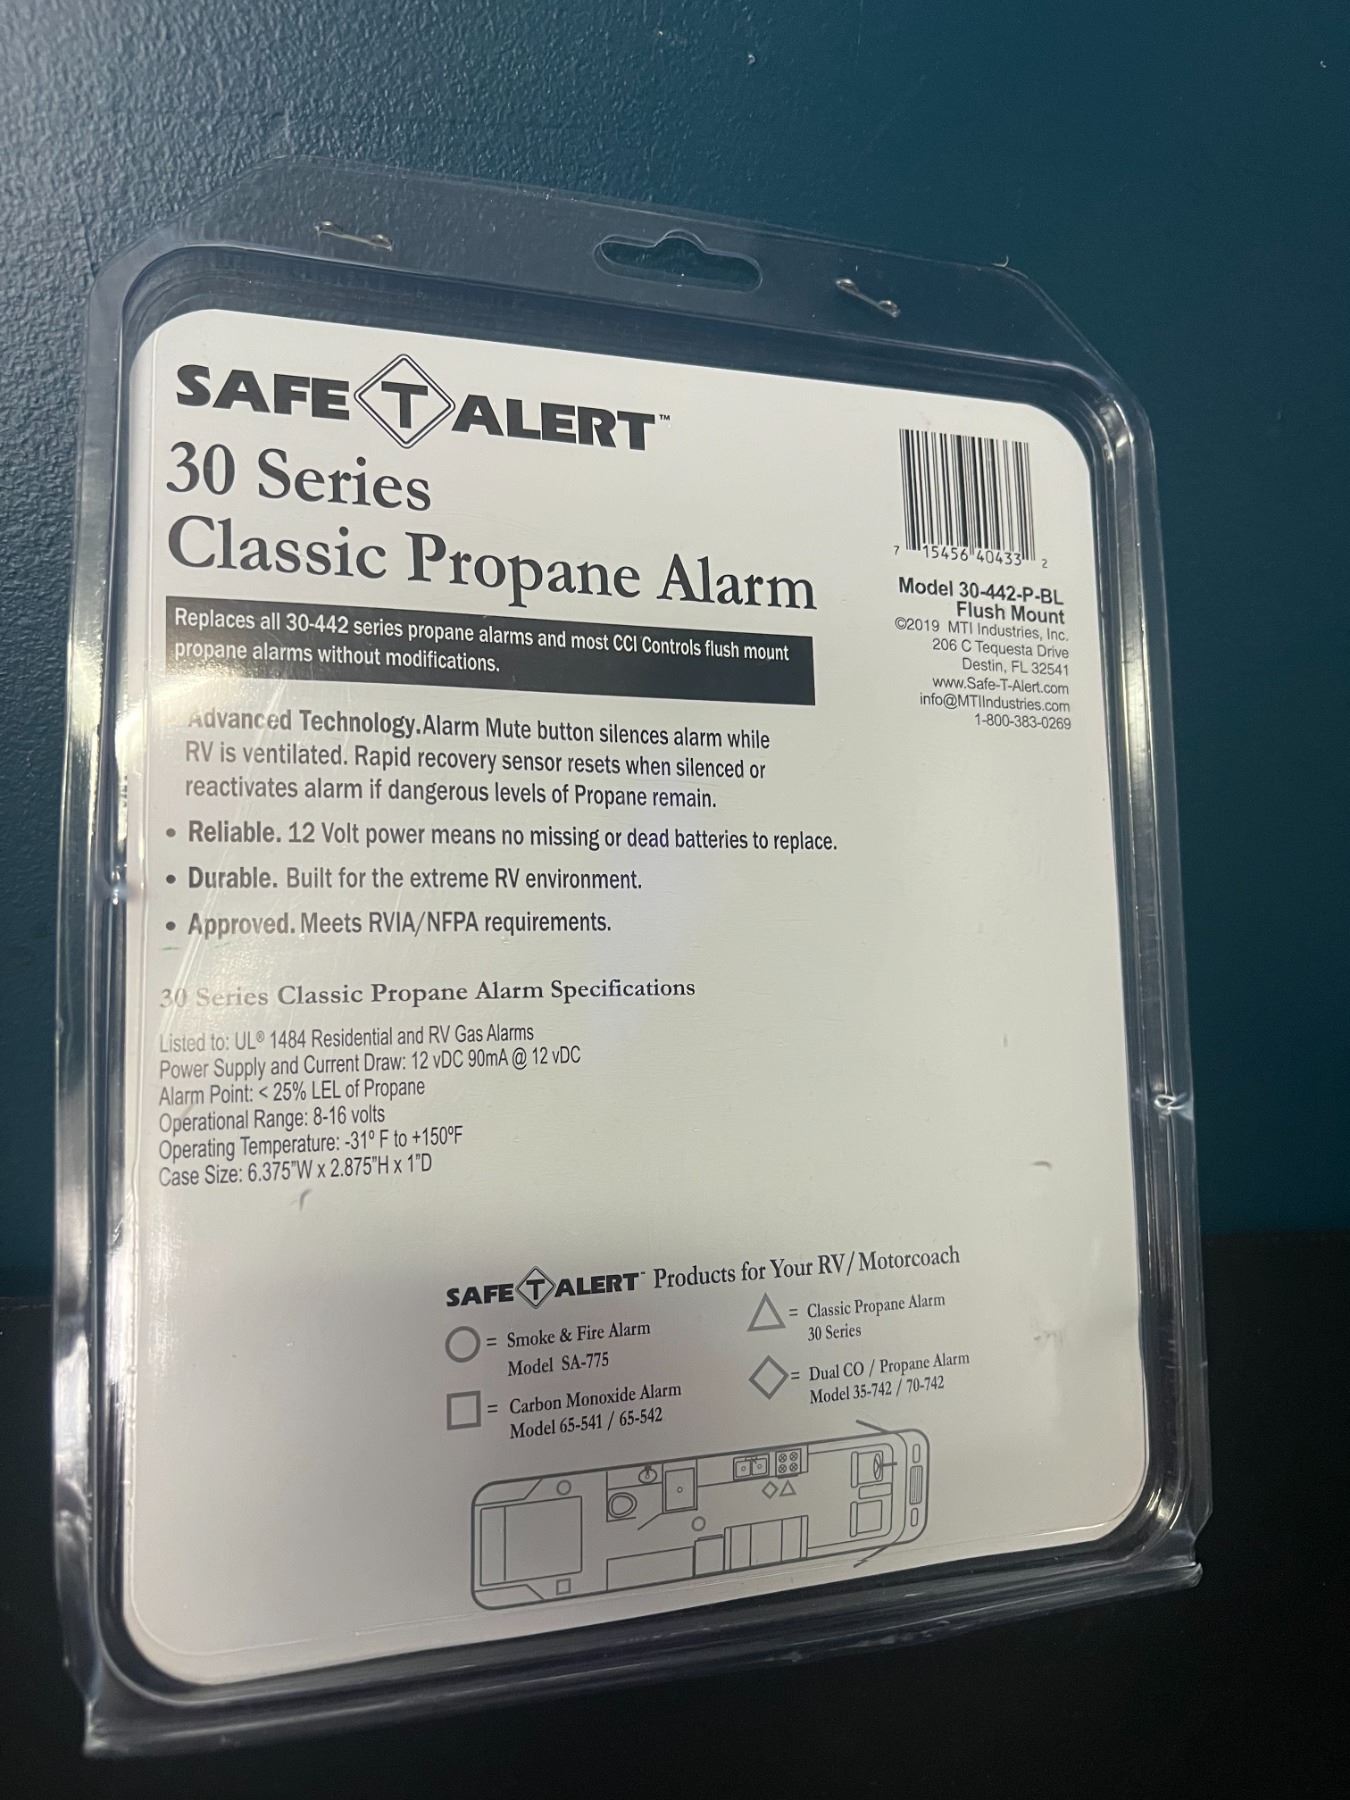 SAFE T ALERT™
30 Series
Classic Propane Alarm
Replaces all 30-442 series propane alarms and most CCI Controls flush mount
propane alarms without modifications.
Advanced Technology.Alarm Mute button silences alarm while
RV is ventilated. Rapid recovery sensor resets when silenced or
reactivates alarm if dangerous levels of Propane remain.
• Reliable. 12 Volt power means no missing or dead batteries to replace.
• Durable. Built for the extreme RV environment.
• Approved. Meets RVIA/NFPA requirements.
7 15456 40433 2
Model 30-442-P-BL
Flush Mount
©2019 MTI Industries, Inc.
206 C Tequesta Drive
Destin, FL 32541
www.Safe-T-Alert.com
info@MTIIndustries.com
1-800-383-0269
30 Series Classic Propane Alarm Specifications
Listed to: UL® 1484 Residential and RV Gas Alarms
Power Supply and Current Draw: 12 vDC 90mA @ 12 vDC
Alarm Point: < 25% LEL of Propane
Operational Range: 8-16 volts
Operating Temperature: -31º F to +150ºF
Case Size: 6.375"W x 2.875"H x 1"D
SAFE T ALERT™ Products for Your RV/Motorcoach
= Smoke & Fire Alarm
Model SA-775
= Carbon Monoxide Alarm
Model 65-541 / 65-542
= Classic Propane Alarm
30 Series
= Dual CO / Propane Alarm
Model 35-742 / 70-742